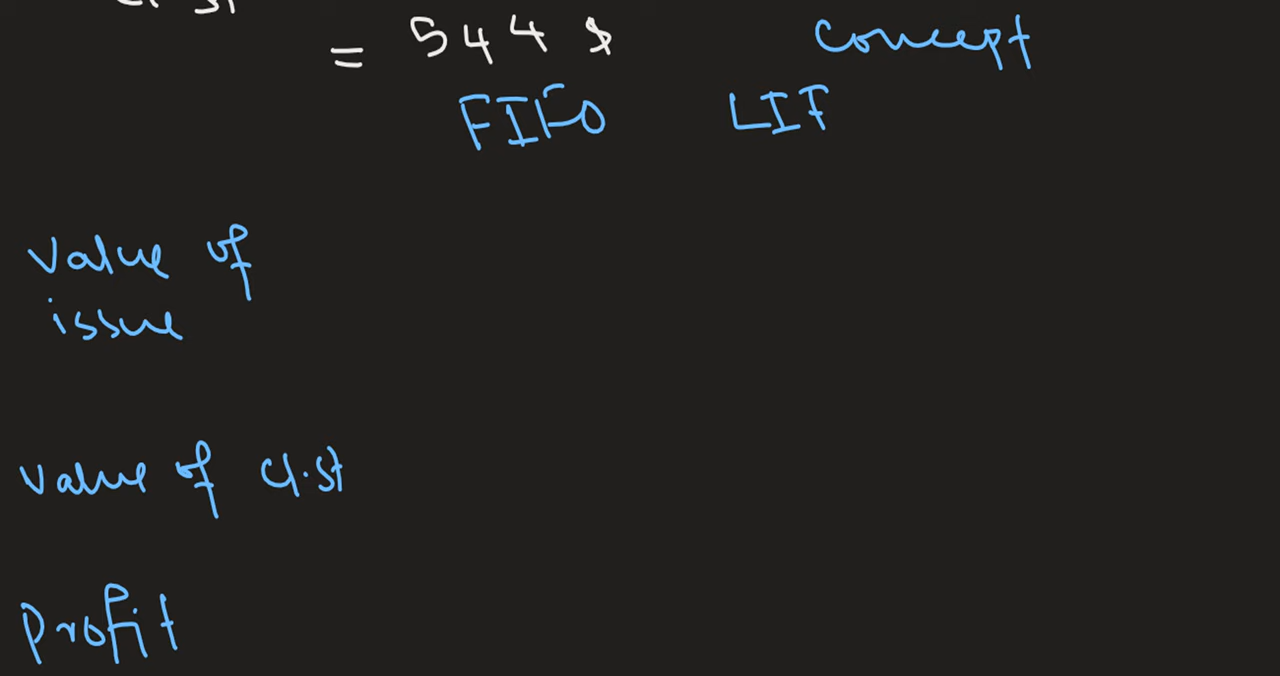 = 544 $ concept
FIFO LIF
value of
issue
value of cl.st
profit